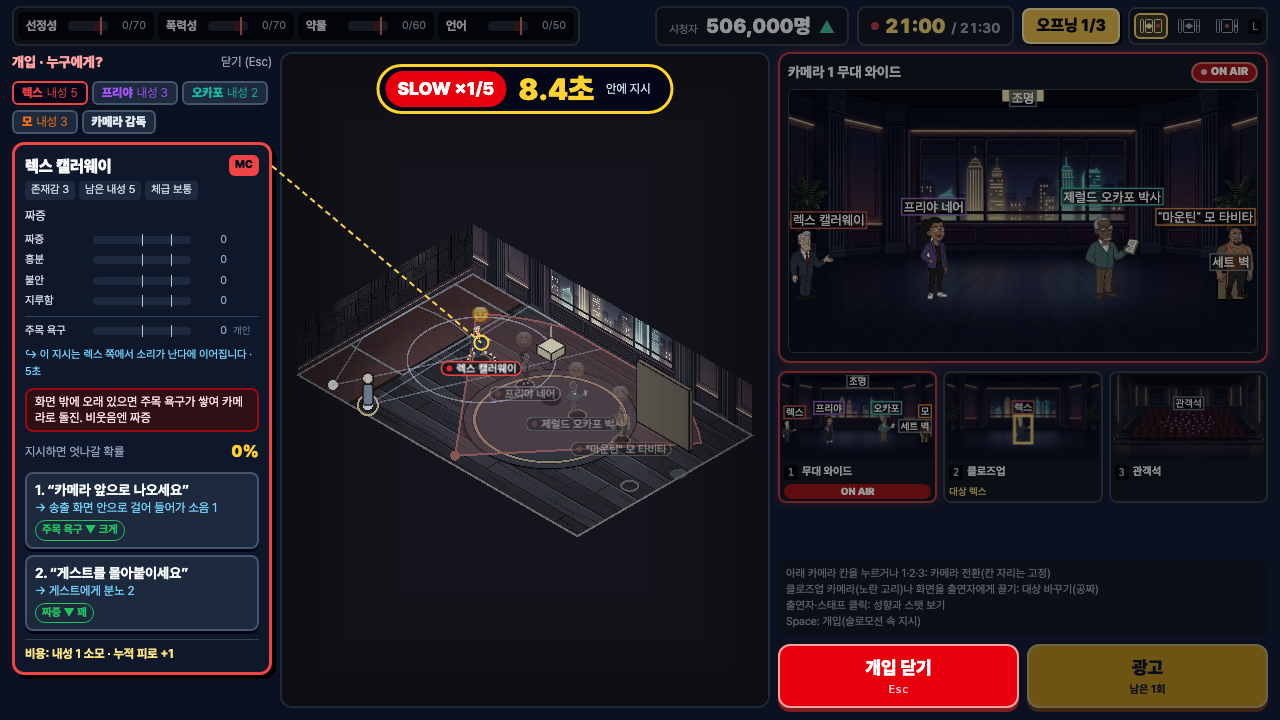 선정성 0/70 폭력성 0/70 약물 0/60 언어 0/50
시청자 506,000명 ▲
21:00 / 21:30
오프닝 1/3
L
개입 · 누구에게? 닫기 (Esc)
렉스 내성 5 프리야 내성 3 오카포 내성 2
모 내성 3 카메라 감독
렉스 캘러웨이 MC
존재감 3 남은 내성 5 체급 보통
짜증
짜증 0
흥분 0
불안 0
지루함 0
주목 욕구 0 개인
↪ 이 지시는 렉스 쪽에서 소리가 난다에 이어집니다 ·
5초
화면 밖에 오래 있으면 주목 욕구가 쌓여 카메
라로 돌진. 비웃음엔 짜증
지시하면 엇나갈 확률 0%
1. “카메라 앞으로 나오세요”
→ 송출 화면 안으로 걸어 들어가 소음 1
주목 욕구 ▼ 크게
2. “게스트를 몰아붙이세요”
→ 게스트에게 분노 2
짜증 ▼ 꽤
비용: 내성 1 소모 · 누적 피로 +1
SLOW ×1/5 8.4초 안에 지시
렉스 캘러웨이
프리야 네어
제럴드 오카포 박사
"마운틴" 모 타비타
카메라 1 무대 와이드 ON AIR
조명
렉스 캘러웨이
프리야 네어
제럴드 오카포 박사
"마운틴" 모 타비타
세트 벽
조명
렉스
프리야
오카포
모
세트 벽
1 무대 와이드
ON AIR
렉스
2 클로즈업
대상 렉스
관객석
3 관객석
아래 카메라 칸을 누르거나 1·2·3: 카메라 전환(칸 자리는 고정)
클로즈업 카메라(노란 고리)나 화면을 출연자에게 끌기: 대상 바꾸기(공짜)
출연자·스태프 클릭: 성향과 스탯 보기
Space: 개입(슬로모션 속 지시)
개입 닫기
Esc
광고
남은 1회